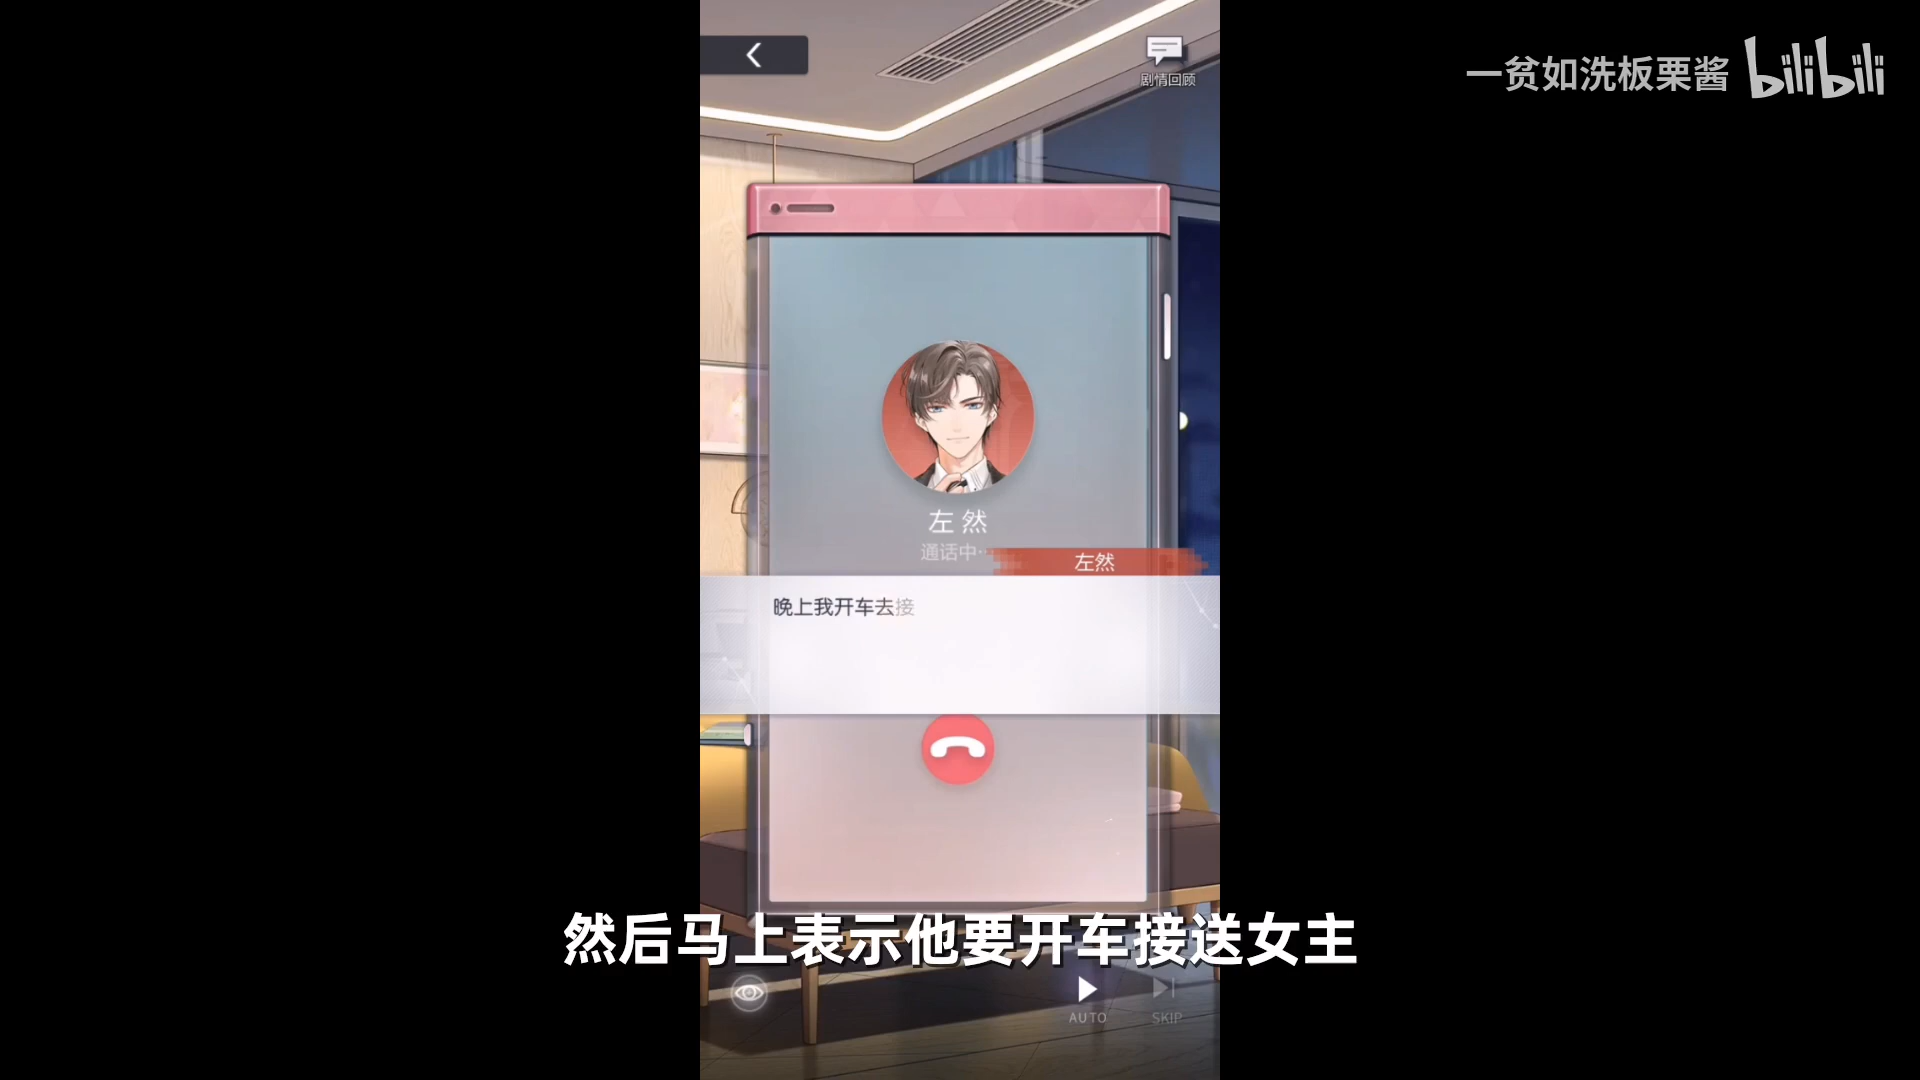 一贫如洗板栗酱 bilibili
剧情回顾
左然
通话中··
左然
晚上我开车去接
然后马上表示他要开车接送女主
AUTO
SKIP